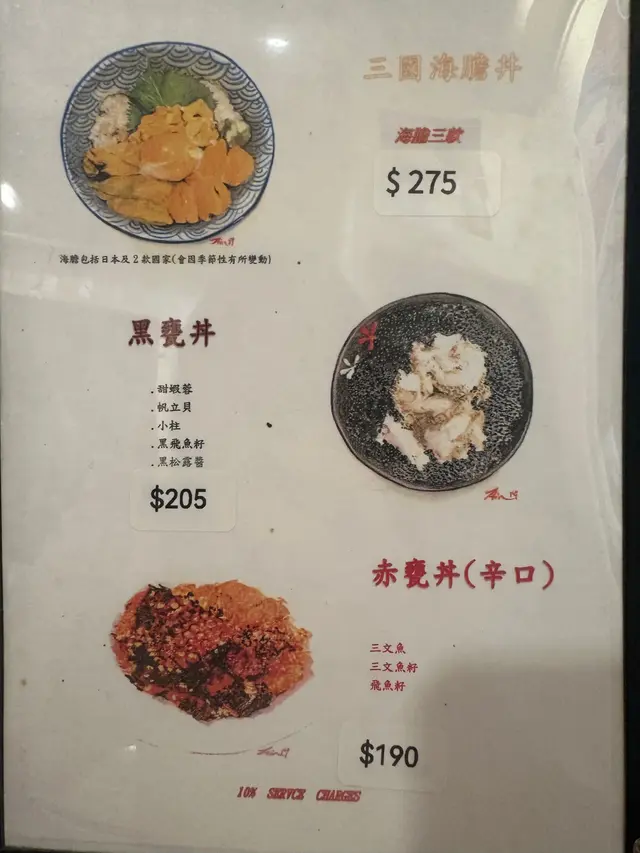 三國海膽丼
海膽三款
$275
海膽包括日本及2款國家(會因季節性有所變動)
黑甕丼
.甜蝦蓉
.帆立貝
.小柱
.黑飛魚籽
.黑松露醬
$205
赤甕丼(辛口)
三文魚
三文魚籽
飛魚籽
$190
10% SERVCE CHARGES